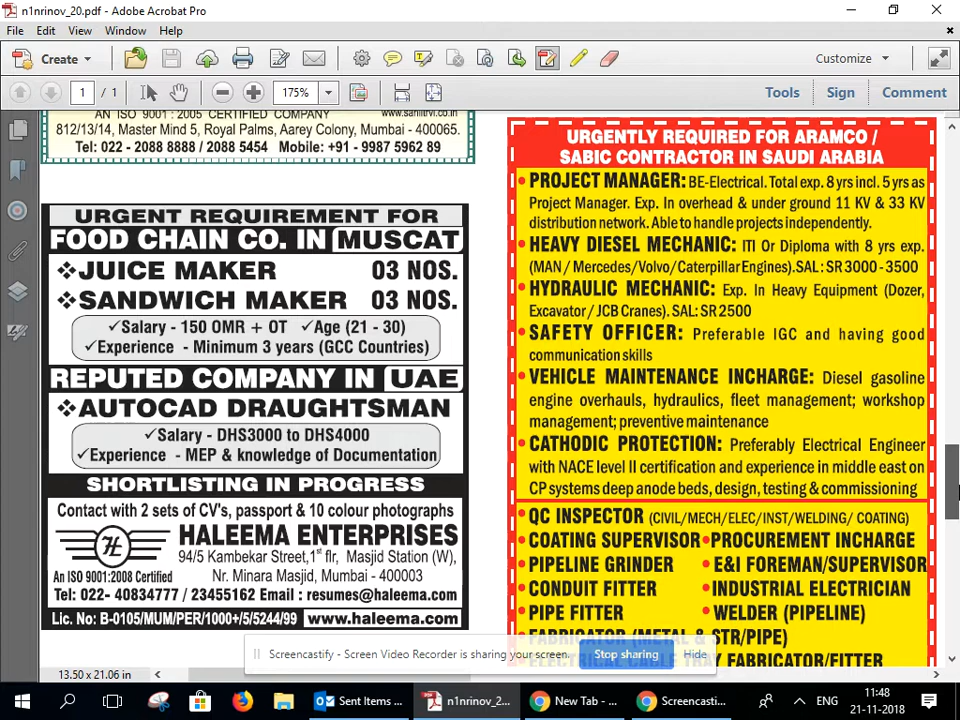 n1nrinov_20.pdf - Adobe Acrobat Pro
File Edit View Window Help
Create
Customize
1 / 1
175%
Tools Sign Comment
AN ISO 9001 : 2005 CERTIFIED COMPANY
812/13/14, Master Mind 5, Royal Palms, Aarey Colony, Mumbai - 400065.
Tel: 022 - 2088 8888 / 2088 5454 Mobile: +91 - 9987 5962 89
URGENT REQUIREMENT FOR
FOOD CHAIN CO. IN MUSCAT
❖JUICE MAKER 03 NOS.
❖SANDWICH MAKER 03 NOS.
✓Salary - 150 OMR + OT ✓Age (21 - 30)
✓Experience - Minimum 3 years (GCC Countries)
REPUTED COMPANY IN UAE
❖AUTOCAD DRAUGHTSMAN
✓Salary - DHS3000 to DHS4000
✓Experience - MEP & knowledge of Documentation
SHORTLISTING IN PROGRESS
Contact with 2 sets of CV's, passport & 10 colour photographs
HE
An ISO 9001:2008 Certified
HALEEMA ENTERPRISES
94/5 Kambekar Street,1st flr, Masjid Station (W),
Nr. Minara Masjid, Mumbai - 400003
Tel: 022- 40834777 / 23455162 Email : resumes@haleema.com
Lic. No: B-0105/MUM/PER/1000+/5/5244/99 www.haleema.com
URGENTLY REQUIRED FOR ARAMCO /
SABIC CONTRACTOR IN SAUDI ARABIA
• PROJECT MANAGER: BE-Electrical. Total exp. 8 yrs incl. 5 yrs as
Project Manager. Exp. In overhead & under ground 11 KV & 33 KV
distribution network. Able to handle projects independently.
• HEAVY DIESEL MECHANIC: ITI Or Diploma with 8 yrs exp.
(MAN / Mercedes/Volvo/Caterpillar Engines).SAL: SR 3000 - 3500
• HYDRAULIC MECHANIC: Exp. In Heavy Equipment (Dozer,
Excavator / JCB Cranes). SAL: SR 2500
• SAFETY OFFICER: Preferable IGC and having good
communication skills
• VEHICLE MAINTENANCE INCHARGE: Diesel gasoline
engine overhauls, hydraulics, fleet management; workshop
management; preventive maintenance
• CATHODIC PROTECTION: Preferably Electrical Engineer
with NACE level II certification and experience in middle east on
CP systems deep anode beds, design, testing & commissioning
• QC INSPECTOR (CIVIL/MECH/ELEC/INST/WELDING/ COATING)
• COATING SUPERVISOR • PROCUREMENT INCHARGE
• PIPELINE GRINDER • E&I FOREMAN/SUPERVISOR
• CONDUIT FITTER • INDUSTRIAL ELECTRICIAN
• PIPE FITTER • WELDER (PIPELINE)
• FABRICATOR (METAL & STR/PIPE)
• ELECTRICAL CABLE TRAY FABRICATOR/FITTER
Screencastify - Screen Video Recorder is sharing your screen. Stop sharing Hide
13.50 x 21.06 in
Sent Items ... n1nrinov_2... New Tab - ... Screencasti... ENG 11:48
21-11-2018